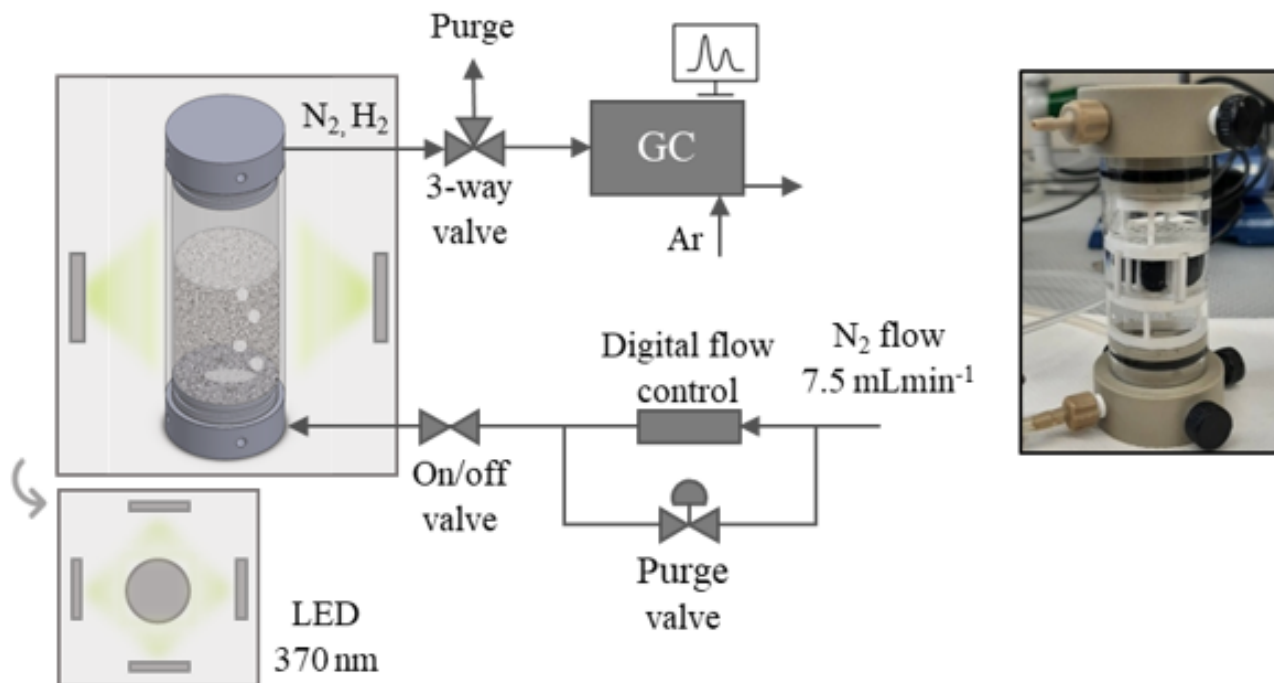 Purge
N₂, H₂
GC
3-way
valve
Ar
Digital flow
control
N₂ flow
7.5 mLmin⁻¹
On/off
valve
Purge
valve
LED
370 nm